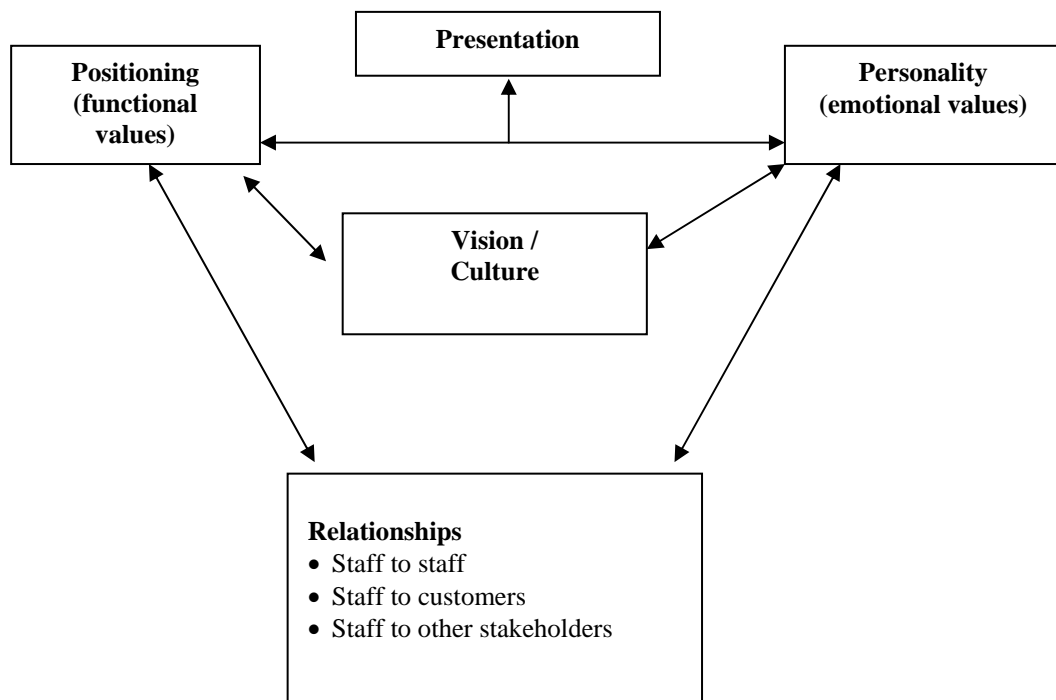 Presentation
Positioning
(functional
values)
Personality
(emotional values)
Vision /
Culture
Relationships
• Staff to staff
• Staff to customers
• Staff to other stakeholders